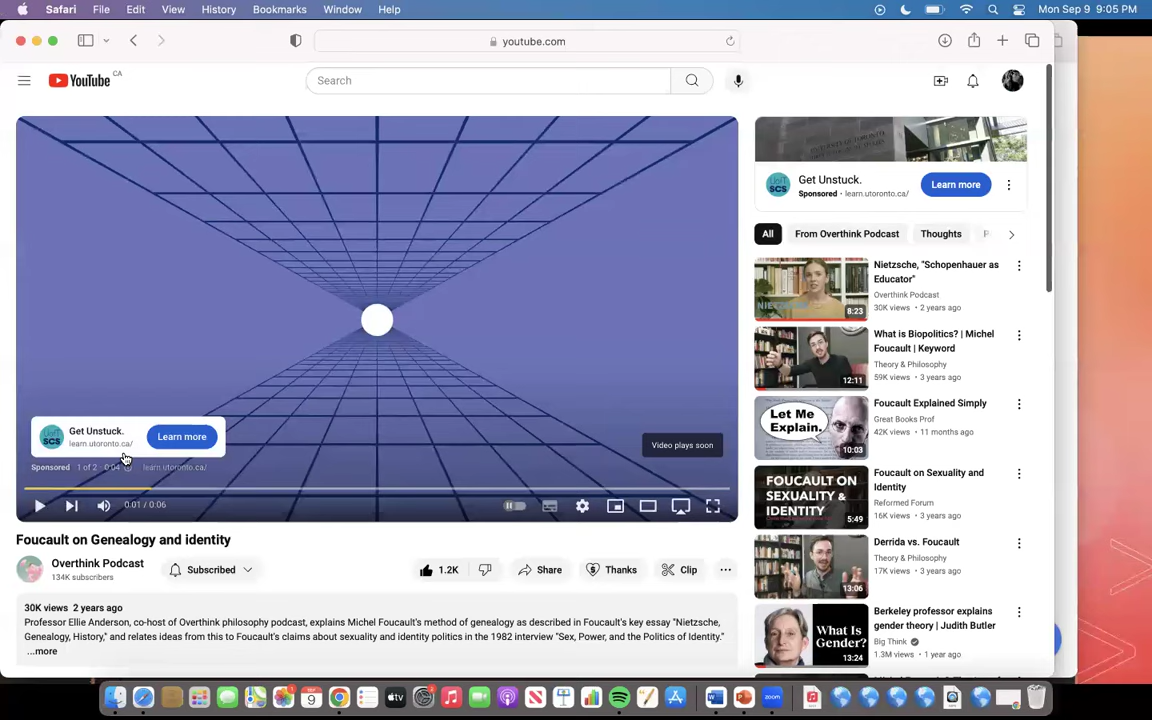 Safari File Edit View History Bookmarks Window Help Mon Sep 9 9:05 PM
youtube.com
YouTube CA
Search
Get Unstuck.
Sponsored • learn.utoronto.ca/
Learn more
All From Overthink Podcast Thoughts
Nietzsche, "Schopenhauer as
Educator"
Overthink Podcast
30K views • 2 years ago
NIETZSCHE
8:23
What is Biopolitics? | Michel
Foucault | Keyword
Theory & Philosophy
59K views • 3 years ago
12:11
Let Me
Explain.
10:03
Foucault Explained Simply
Great Books Prof
42K views • 11 months ago
FOUCAULT
ON SEXUALITY &
IDENTITY
5:49
Foucault on Sexuality and
Identity
Reformed Forum
16K views • 3 years ago
Derrida vs. Foucault
Theory & Philosophy
17K views • 3 years ago
13:06
What Is
Gender?
13:24
Berkeley professor explains
gender theory | Judith Butler
Big Think
1.3M views • 1 year ago
UofT
SCS
Get Unstuck.
learn.utoronto.ca/
Learn more
Sponsored 1 of 2 0:04 learn.utoronto.ca/
Video plays soon
0:01 / 0:06
Foucault on Genealogy and identity
Overthink Podcast
134K subscribers
Subscribed
1.2K Share Thanks Clip
30K views 2 years ago
Professor Ellie Anderson, co-host of Overthink philosophy podcast, explains Michel Foucault's method of genealogy as described in Foucault's key essay "Nietzsche,
Genealogy, History," and relates ideas from this to Foucault's claims about sexuality and identity politics in the 1982 interview "Sex, Power, and the Politics of Identity."
...more
SEP
9
tv
zoom